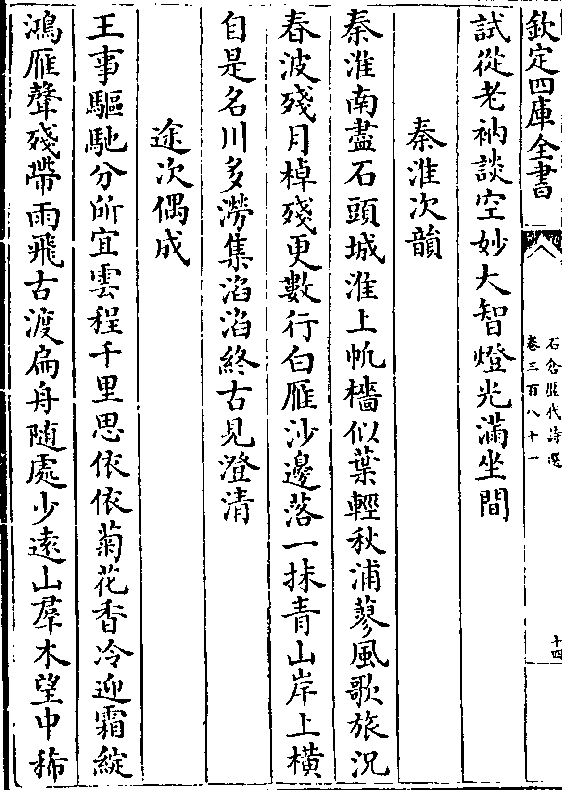 欽定四庫全書
石倉歷代詩選
卷三百八十一
十四
試從老衲談空妙大智燈光滿坐間
秦淮次韻
秦淮南盡石頭城淮上帆檣似葉輕秋浦蓼風歌旅況
春波殘月棹殘更數行白雁沙邊落一抹青山岸上橫
自是名川多澇集滔滔終古見澄清
途次偶成
王事驅馳分所宜雲程千里思依依菊花香冷迎霜綻
鴻雁聲殘帶雨飛古渡扁舟隨處少遠山羣木望中稀